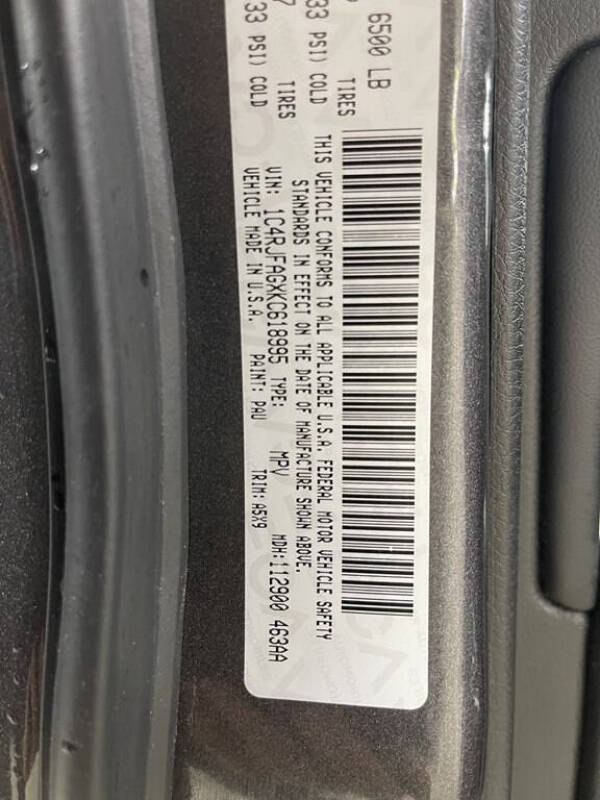 6500 LB
33 PSI) COLD TIRES
7
33 PSI) COLD TIRES
THIS VEHICLE CONFORMS TO ALL APPLICABLE U.S.A. FEDERAL MOTOR VEHICLE SAFETY
STANDARDS IN EFFECT ON THE DATE OF MANUFACTURE SHOWN ABOVE.
VIN: 1C4RJFAGXKC618995 TYPE: MPV MDH:112900 463AA
VEHICLE MADE IN U.S.A. PAINT: PAU TRIM: A5X9